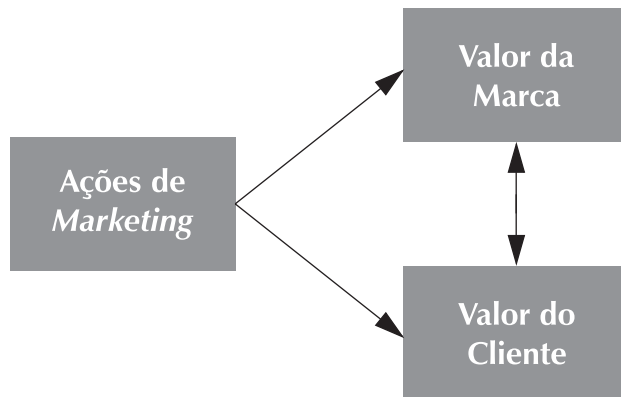 Valor da
Marca
Ações de
Marketing
Valor do
Cliente